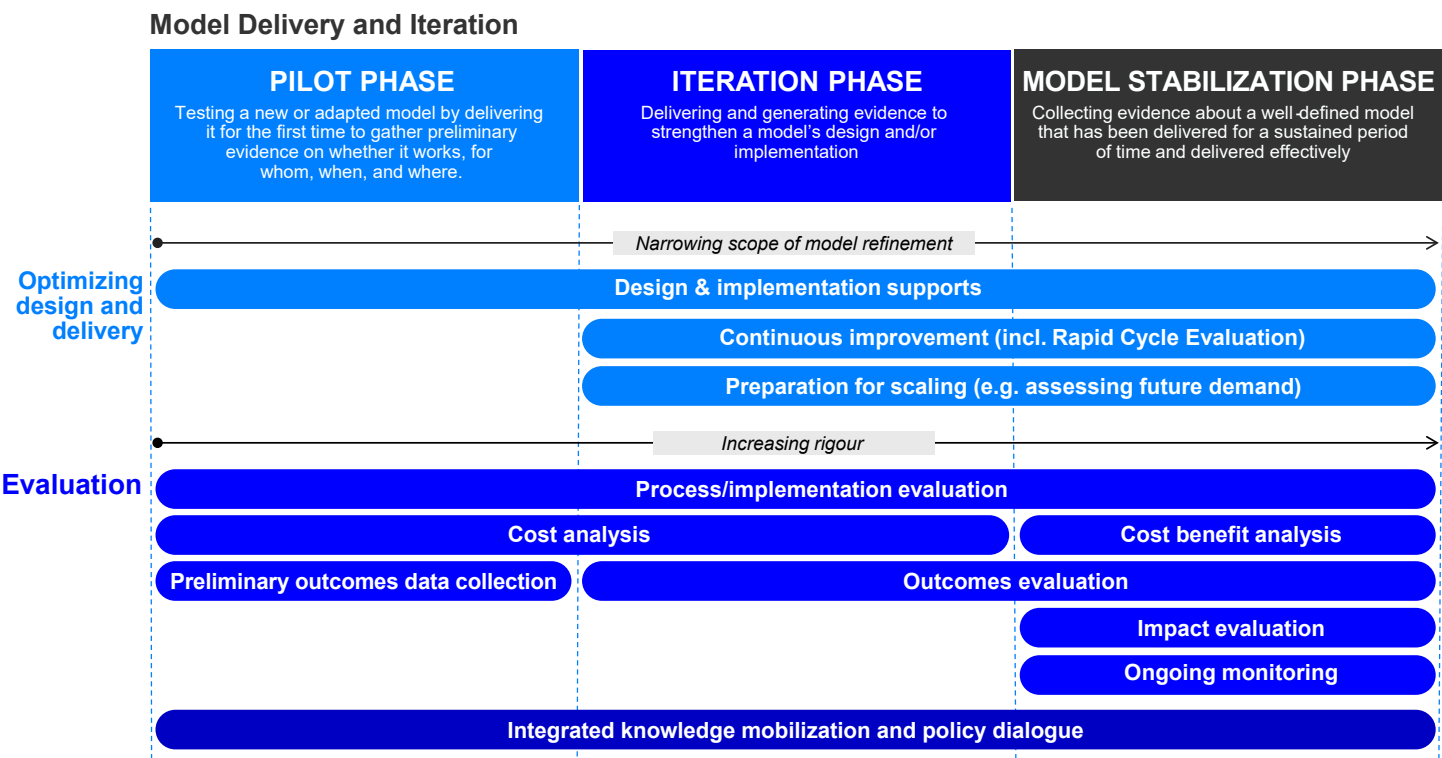 Model Delivery and Iteration
PILOT PHASE
Testing a new or adapted model by delivering
it for the first time to gather preliminary
evidence on whether it works, for
whom, when, and where.
ITERATION PHASE
Delivering and generating evidence to
strengthen a model's design and/or
implementation
MODEL STABILIZATION PHASE
Collecting evidence about a well-defined model
that has been delivered for a sustained period
of time and delivered effectively
Narrowing scope of model refinement
Optimizing
design and
delivery
Design & implementation supports
Continuous improvement (incl. Rapid Cycle Evaluation)
Preparation for scaling (e.g. assessing future demand)
Increasing rigour
Evaluation
Process/implementation evaluation
Cost analysis
Cost benefit analysis
Preliminary outcomes data collection
Outcomes evaluation
Impact evaluation
Ongoing monitoring
Integrated knowledge mobilization and policy dialogue